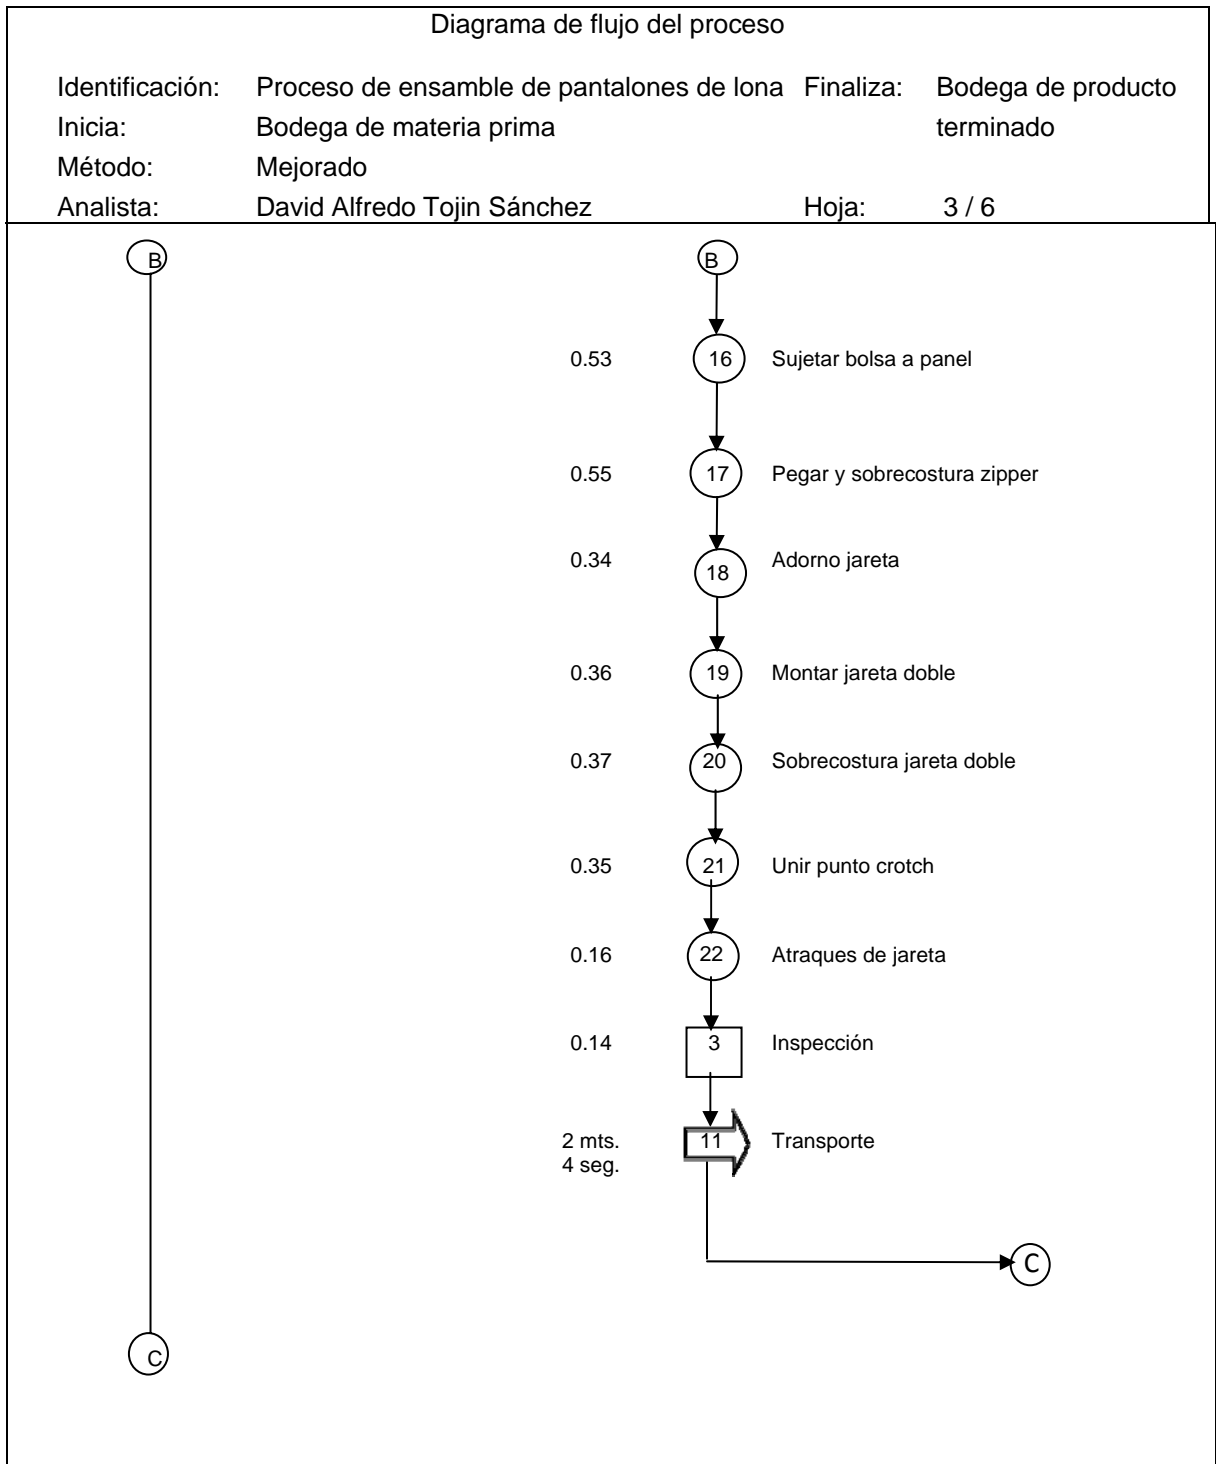 Diagrama de flujo del proceso
Identificación: Proceso de ensamble de pantalones de lona Finaliza: Bodega de producto
Inicia: Bodega de materia prima terminado
Método: Mejorado
Analista: David Alfredo Tojin Sánchez Hoja: 3 / 6
B B
0.53 16 Sujetar bolsa a panel
0.55 17 Pegar y sobrecostura zipper
0.34 18 Adorno jareta
0.36 19 Montar jareta doble
0.37 20 Sobrecostura jareta doble
0.35 21 Unir punto crotch
0.16 22 Atraques de jareta
0.14 3 Inspección
2 mts. 11 Transporte
4 seg.
C
C